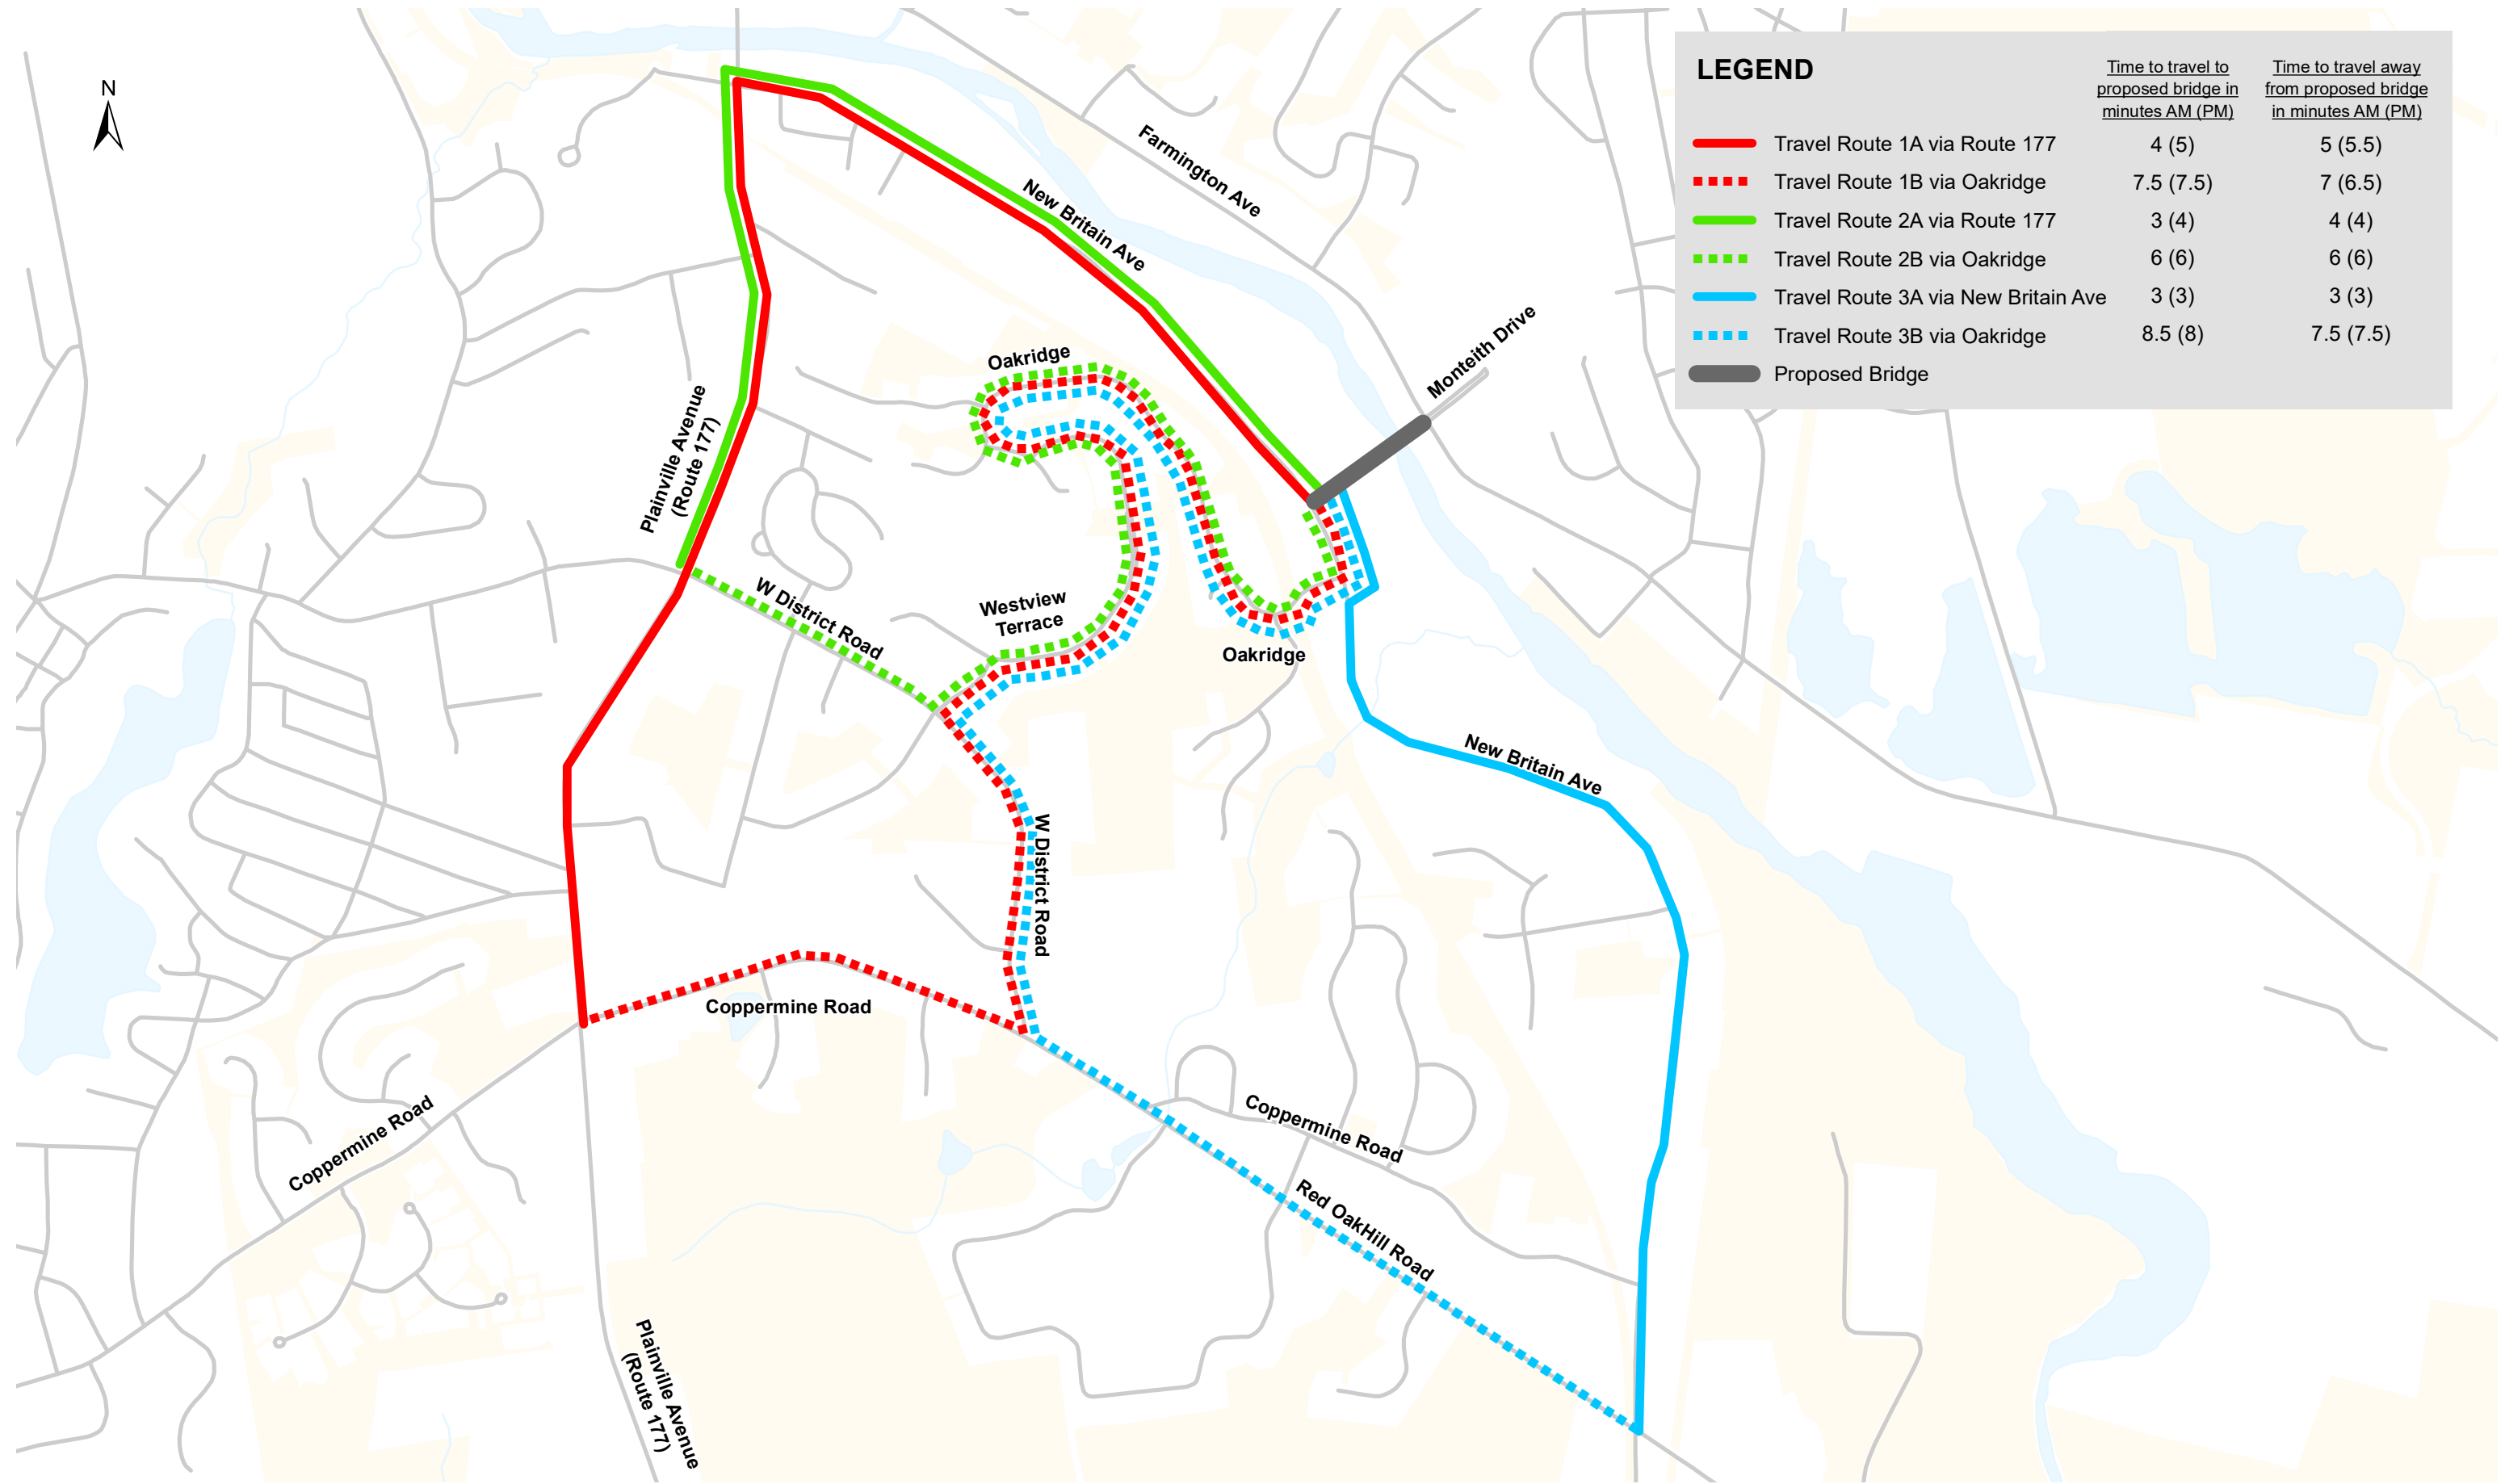 N
LEGEND
Time to travel to
proposed bridge in
minutes AM (PM)
Time to travel away
from proposed bridge
in minutes AM (PM)
Travel Route 1A via Route 177 4 (5) 5 (5.5)
Travel Route 1B via Oakridge 7.5 (7.5) 7 (6.5)
Travel Route 2A via Route 177 3 (4) 4 (4)
Travel Route 2B via Oakridge 6 (6) 6 (6)
Travel Route 3A via New Britain Ave 3 (3) 3 (3)
Travel Route 3B via Oakridge 8.5 (8) 7.5 (7.5)
Proposed Bridge
Farmington Ave
New Britain Ave
Monteith Drive
Oakridge
Plainville Avenue
(Route 177)
W District Road
Westview
Terrace
Oakridge
New Britain Ave
W District Road
Coppermine Road
Coppermine Road
Coppermine Road
Red OakHill Road
Plainville Avenue
(Route 177)